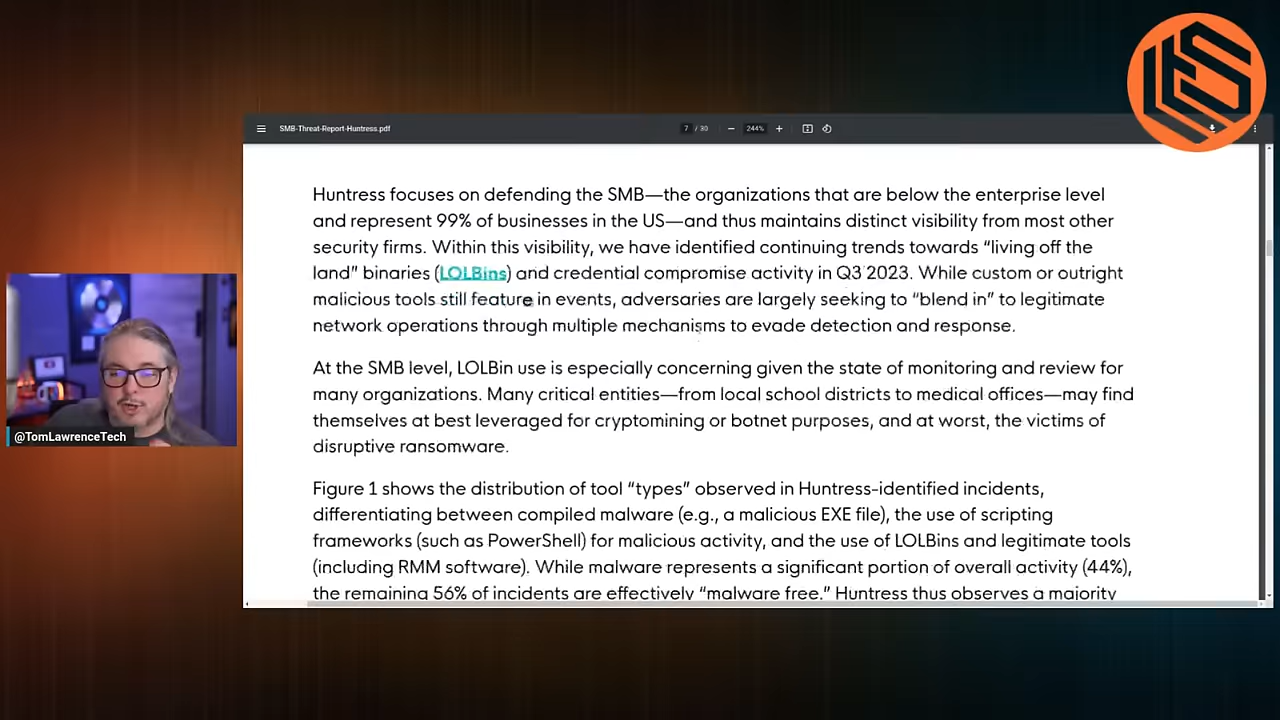 SMB-Threat-Report-Huntress.pdf
7 / 30
244%
Huntress focuses on defending the SMB—the organizations that are below the enterprise level
and represent 99% of businesses in the US—and thus maintains distinct visibility from most other
security firms. Within this visibility, we have identified continuing trends towards “living off the
land” binaries (LOLBins) and credential compromise activity in Q3 2023. While custom or outright
malicious tools still feature in events, adversaries are largely seeking to “blend in” to legitimate
network operations through multiple mechanisms to evade detection and response.
At the SMB level, LOLBin use is especially concerning given the state of monitoring and review for
many organizations. Many critical entities—from local school districts to medical offices—may find
themselves at best leveraged for cryptomining or botnet purposes, and at worst, the victims of
disruptive ransomware.
Figure 1 shows the distribution of tool “types” observed in Huntress-identified incidents,
differentiating between compiled malware (e.g., a malicious EXE file), the use of scripting
frameworks (such as PowerShell) for malicious activity, and the use of LOLBins and legitimate tools
(including RMM software). While malware represents a significant portion of overall activity (44%),
the remaining 56% of incidents are effectively “malware free.” Huntress thus observes a majority
@TomLawrenceTech